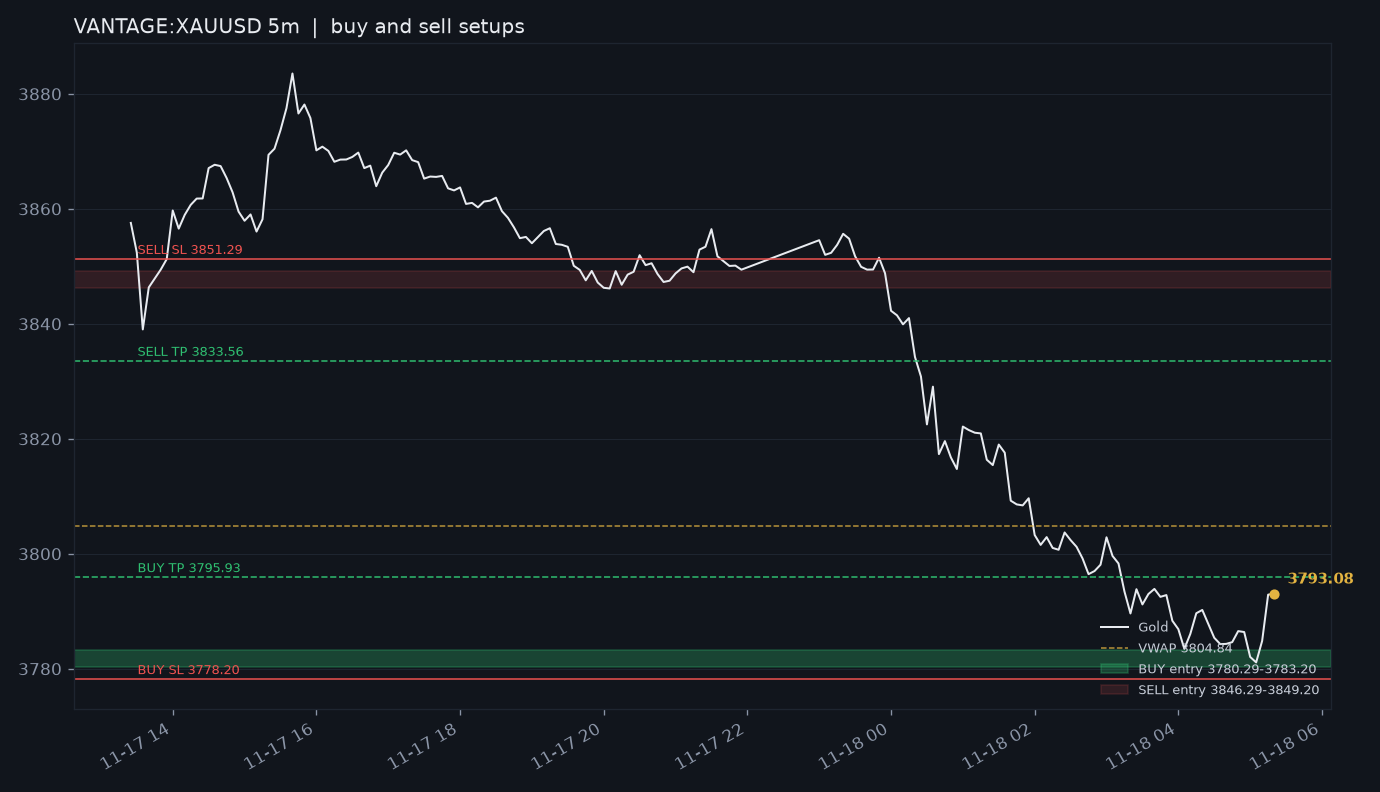 VANTAGE:XAUUSD 5m | buy and sell setups
3880
3860
SELL SL 3851.29
3840
SELL TP 3833.56
3820
3800
BUY TP 3795.93
3793.08
Gold
VWAP 3804.84
BUY entry 3780.29-3783.20
SELL entry 3846.29-3849.20
3780
BUY SL 3778.20
11-17 14
11-17 16
11-17 18
11-17 20
11-17 22
11-18 00
11-18 02
11-18 04
11-18 06